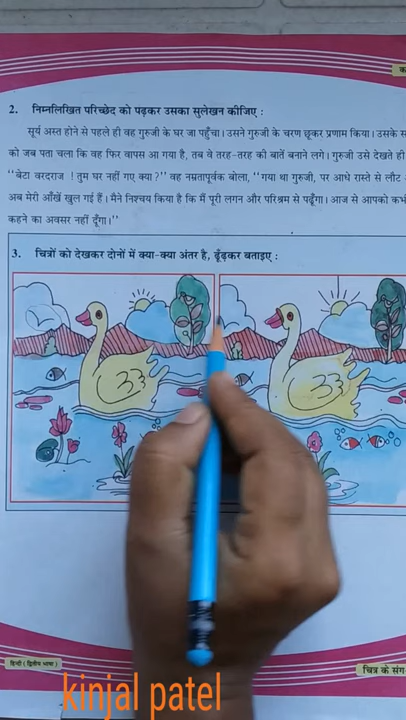 क
2. निम्नलिखित परिच्छेद को पढ़कर उसका सुलेखन कीजिए :
सूर्य अस्त होने से पहले ही वह गुरुजी के घर जा पहुँचा। उसने गुरुजी के चरण छूकर प्रणाम किया। उसके स
को जब पता चला कि वह फिर वापस आ गया है, तब वे तरह-तरह की बातें बनाने लगे। गुरुजी उसे देखते ही
"बेटा वरदराज ! तुम घर नहीं गए क्या ?" वह नम्रतापूर्वक बोला, "गया था गुरुजी, पर आधे रास्ते से लौट
अब मेरी आँखें खुल गई हैं। मैने निश्चय किया है कि मैं पूरी लगन और परिश्रम से पढ़ूँगा। आज से आपको कभी
कहने का अवसर नहीं दूँगा।"
3. चित्रों को देखकर दोनों में क्या-क्या अंतर है, ढूँढ़कर बताइए :
हिन्दी (द्वितीय भाषा)
चित्र के संग
kinjal patel